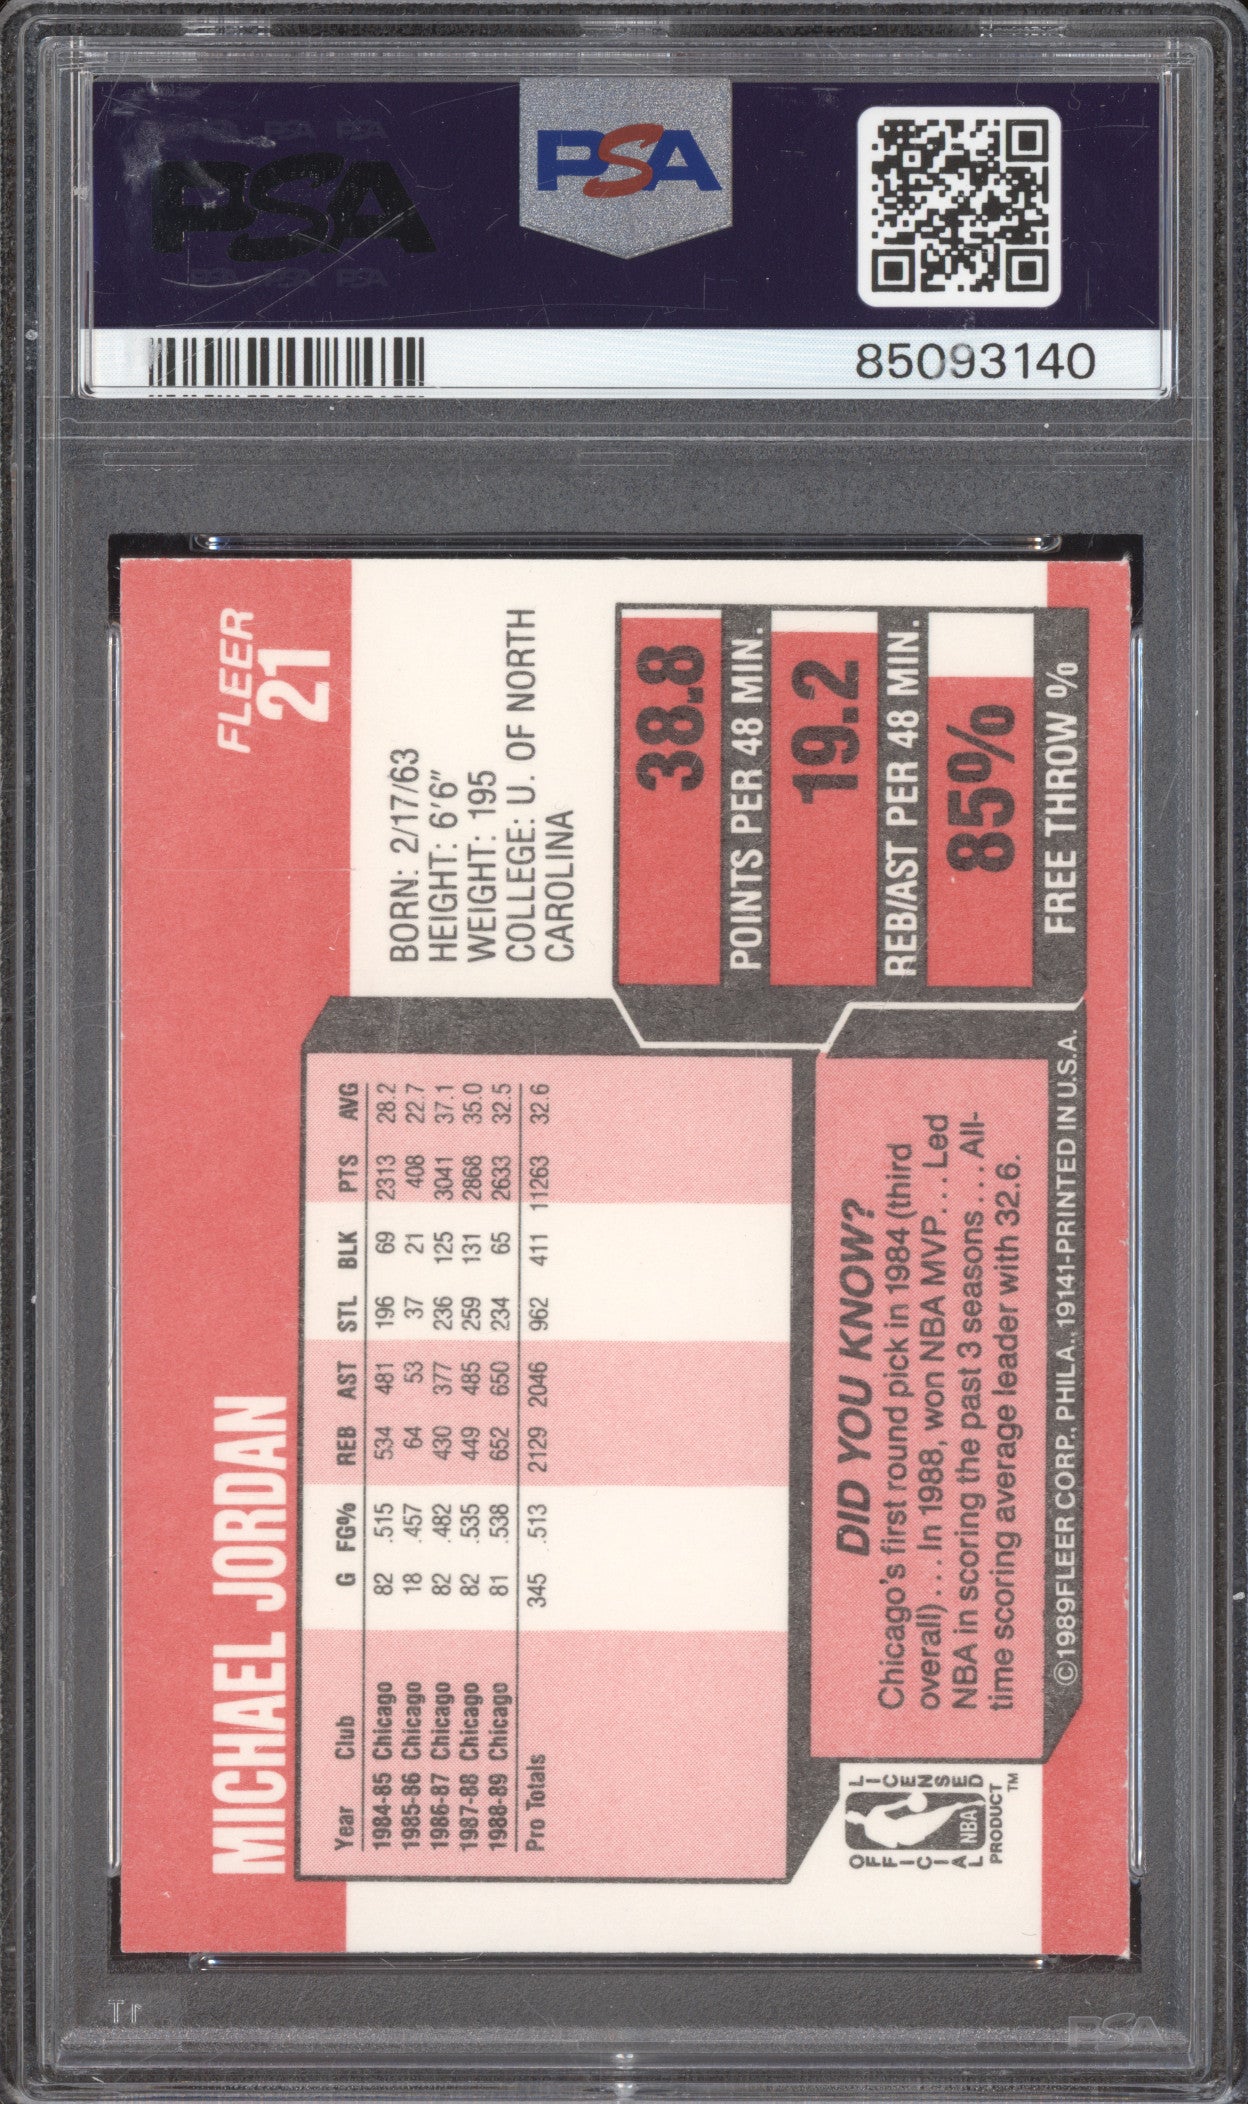 PSA PSA PSA
PSA
PSA PSA PSA
PSA
85093140
FLEER
21
MICHAEL JORDAN
BORN: 2/17/63
HEIGHT: 6'6"
WEIGHT: 195
COLLEGE: U. OF NORTH
CAROLINA
Year Club G FG% REB AST STL BLK PTS AVG
1984-85 Chicago 82 .515 534 481 196 69 2313 28.2
1985-86 Chicago 18 .457 64 53 37 21 408 22.7
1986-87 Chicago 82 .482 430 377 236 125 3041 37.1
1987-88 Chicago 82 .535 449 485 259 131 2868 35.0
1988-89 Chicago 81 .538 652 650 234 65 2633 32.5
Pro Totals 345 .513 2129 2046 962 411 11263 32.6
38.8
POINTS PER 48 MIN.
19.2
REB/AST PER 48 MIN.
85%
FREE THROW %
DID YOU KNOW?
Chicago's first round pick in 1984 (third
overall)... In 1988, won NBA MVP... Led
NBA in scoring the past 3 seasons... All-
time scoring average leader with 32.6.
OFFICIAL LICENSED
NBA
PRODUCT TM
©1989FLEER CORP., PHILA., 19141-PRINTED IN U.S.A.
PSA